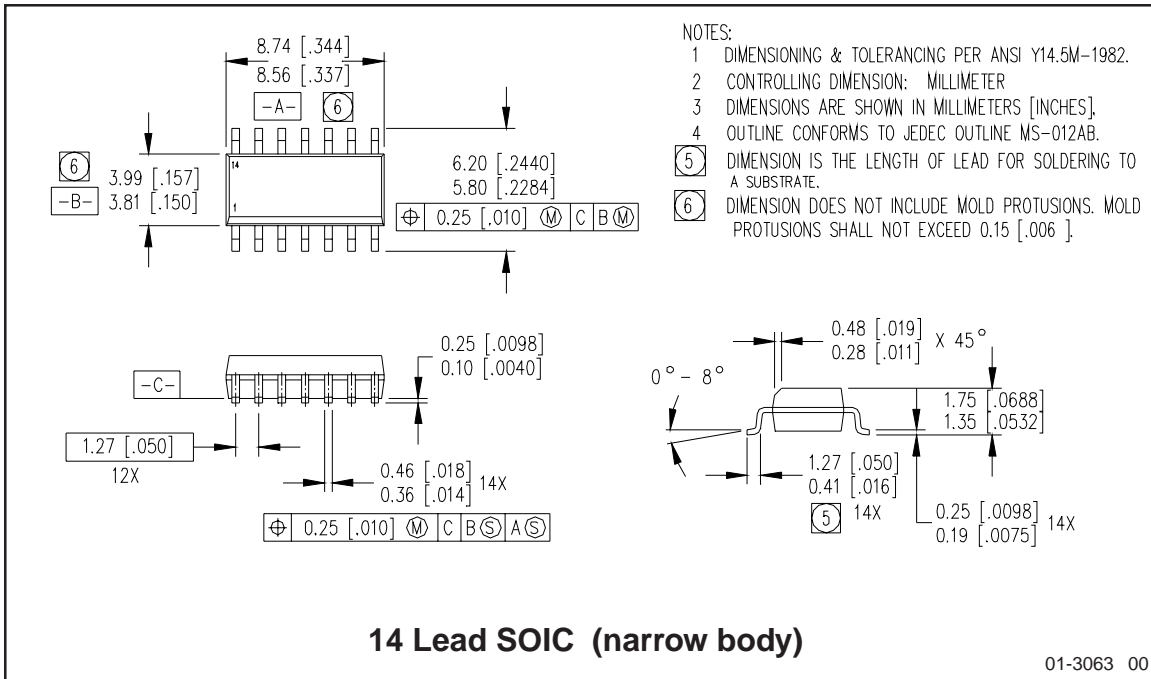 8.74 [.344]
8.56 [.337]
-A- 6
14
1
6
-B-
3.99 [.157]
3.81 [.150]
6.20 [.2440]
5.80 [.2284]
⌖ 0.25 [.010] Ⓜ C B Ⓜ
NOTES:
1 DIMENSIONING & TOLERANCING PER ANSI Y14.5M-1982.
2 CONTROLLING DIMENSION: MILLIMETER
3 DIMENSIONS ARE SHOWN IN MILLIMETERS [INCHES].
4 OUTLINE CONFORMS TO JEDEC OUTLINE MS-012AB.
5 DIMENSION IS THE LENGTH OF LEAD FOR SOLDERING TO
A SUBSTRATE.
6 DIMENSION DOES NOT INCLUDE MOLD PROTUSIONS. MOLD
PROTUSIONS SHALL NOT EXCEED 0.15 [.006 ].
-C-
0.25 [.0098]
0.10 [.0040]
1.27 [.050]
12X
0.46 [.018]
0.36 [.014] 14X
⌖ 0.25 [.010] Ⓜ C B Ⓢ A Ⓢ
0.48 [.019]
0.28 [.011] X 45°
0° - 8°
1.75 [.0688]
1.35 [.0532]
1.27 [.050]
0.41 [.016]
5 14X
0.25 [.0098]
0.19 [.0075] 14X
14 Lead SOIC (narrow body)
01-3063 00